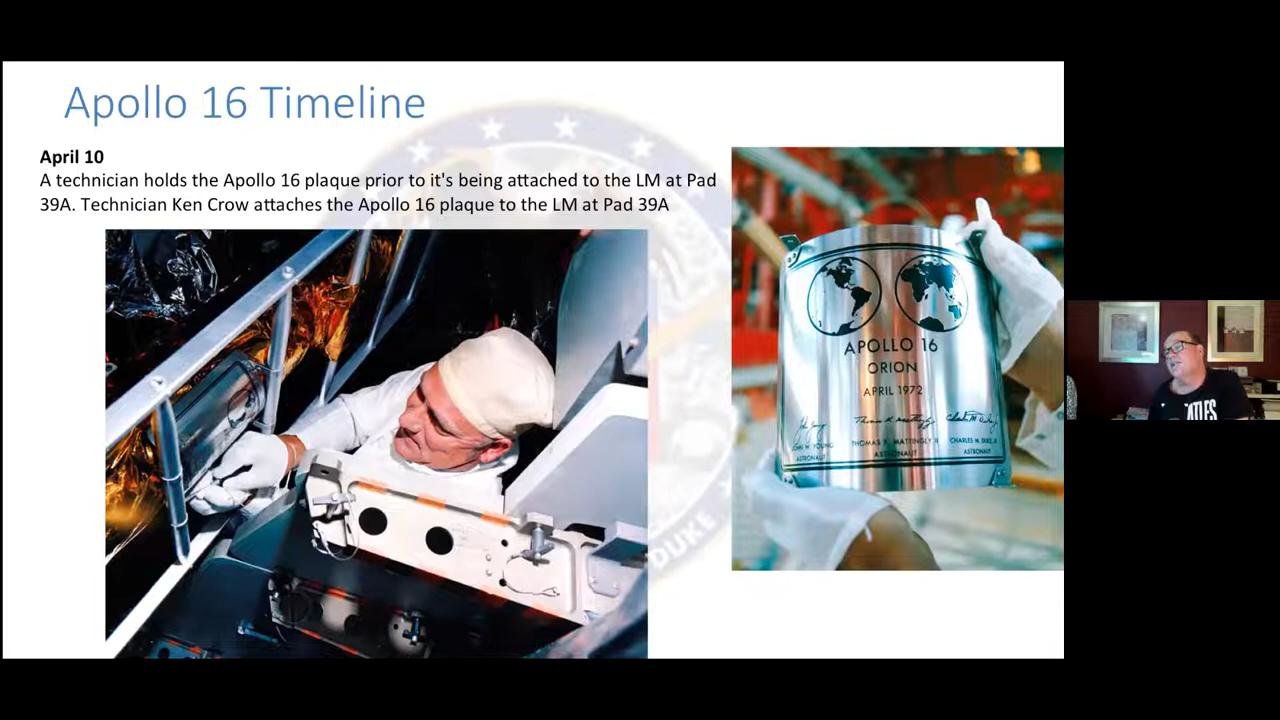 Apollo 16 Timeline
April 10
A technician holds the Apollo 16 plaque prior to it's being attached to the LM at Pad
39A. Technician Ken Crow attaches the Apollo 16 plaque to the LM at Pad 39A
APOLLO 16
ORION
APRIL 1972
JOHN W. YOUNG
ASTRONAUT
THOMAS K. MATTINGLY II
ASTRONAUT
CHARLES M. DUKE, JR
ASTRONAUT
DUKE